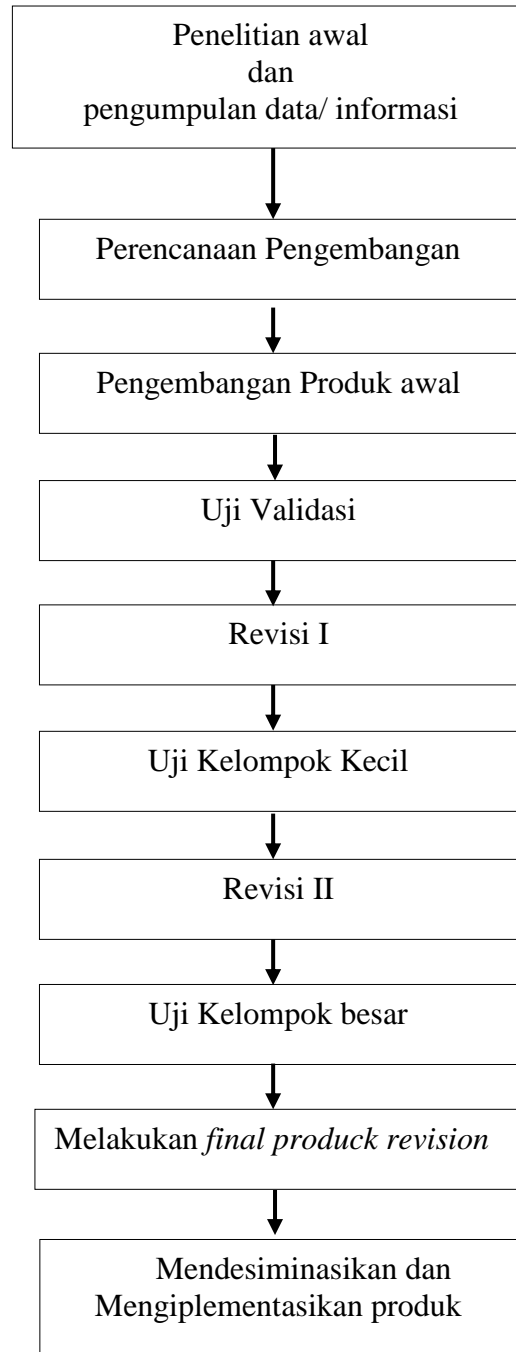 Penelitian awal
dan
pengumpulan data/ informasi
Perencanaan Pengembangan
Pengembangan Produk awal
Uji Validasi
Revisi I
Uji Kelompok Kecil
Revisi II
Uji Kelompok besar
Melakukan final produck revision
Mendesiminasikan dan
Mengiplementasikan produk